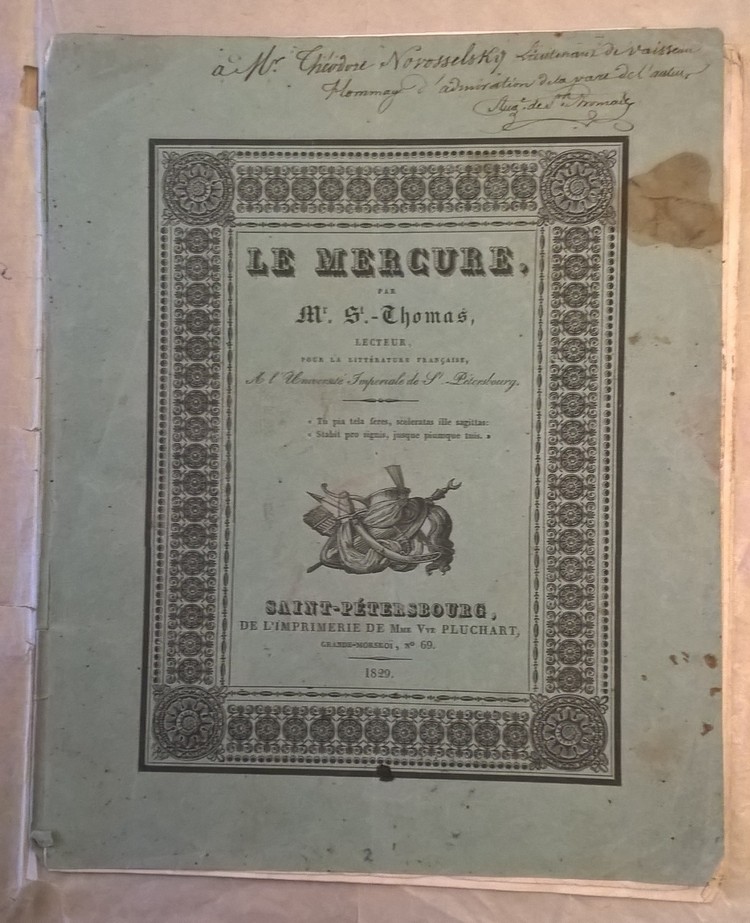 à Mr. Théodore Novosselsky Lieutenant de vaisseau
Hommage d'admiration de la part de l'auteur
Aug. de St. Thomas
LE MERCURE,
PAR
Mr. St.-Thomas,
LECTEUR,
POUR LA LITTÉRATURE FRANÇAISE,
A l'Université Imperiale de St. Pétersbourg.
« Tu pia tela feres, sceleratas ille sagittas:
« Stabit pro signis, jusque piumque tuis. »
SAINT-PÉTERSBOURG,
DE L'IMPRIMERIE DE MME VVE PLUCHART,
GRANDE-MORSKOI, No 69.
1829.
2